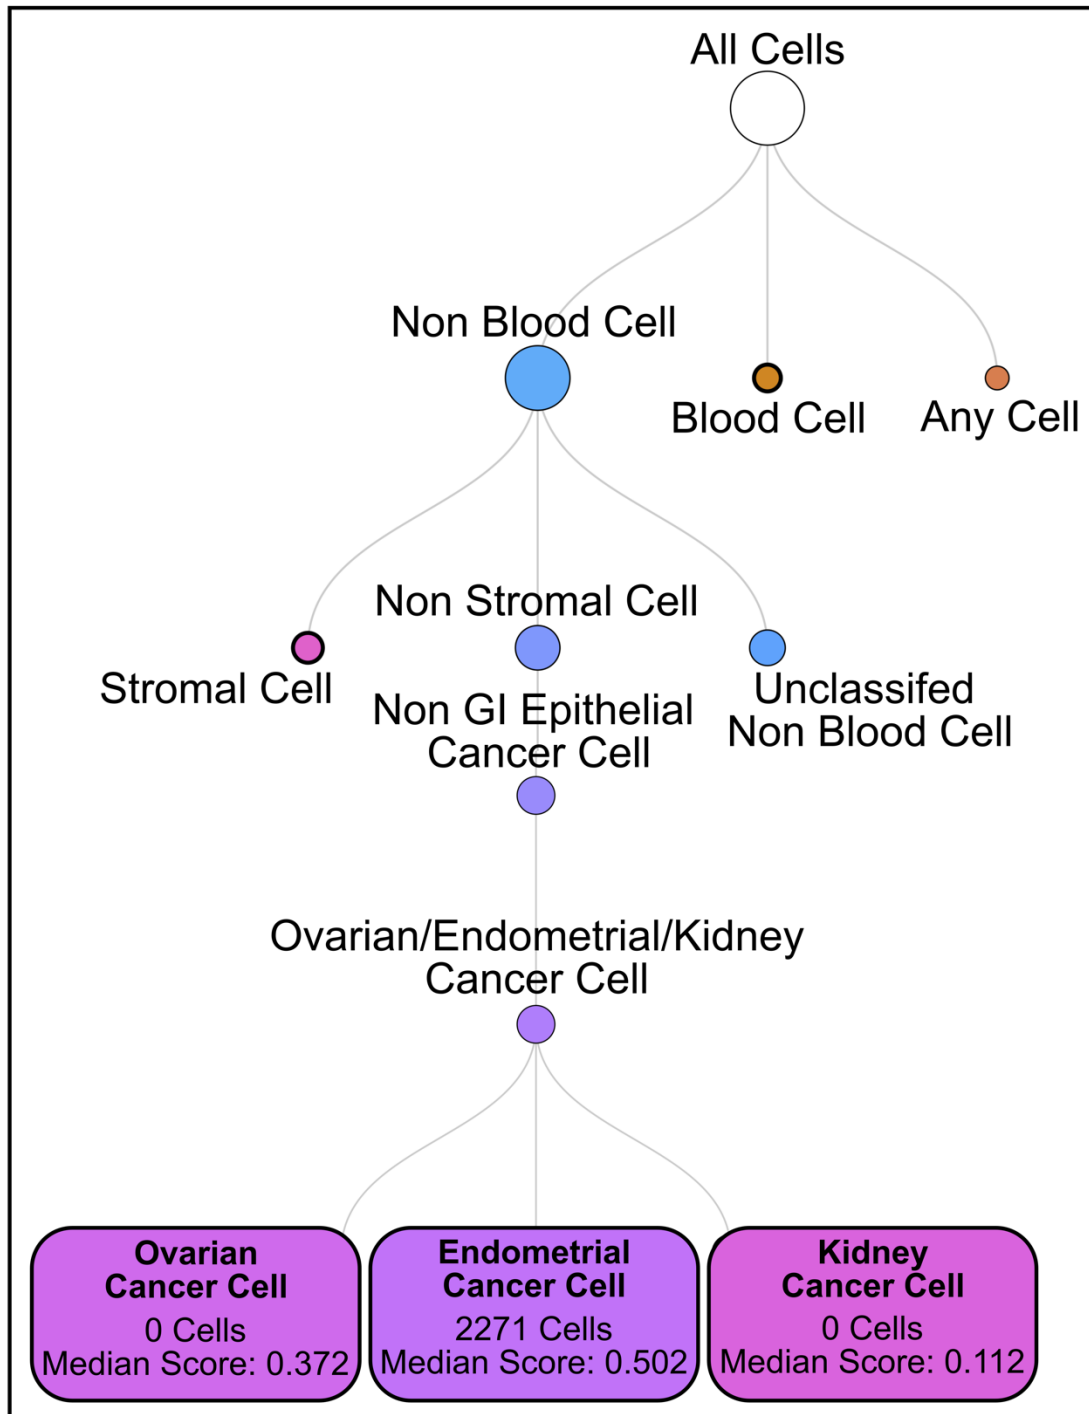 All Cells
Non Blood Cell
Blood Cell
Any Cell
Non Stromal Cell
Stromal Cell
Unclassifed
Non Blood Cell
Non GI Epithelial
Cancer Cell
Ovarian/Endometrial/Kidney
Cancer Cell
Ovarian
Cancer Cell
0 Cells
Median Score: 0.372
Endometrial
Cancer Cell
2271 Cells
Median Score: 0.502
Kidney
Cancer Cell
0 Cells
Median Score: 0.112